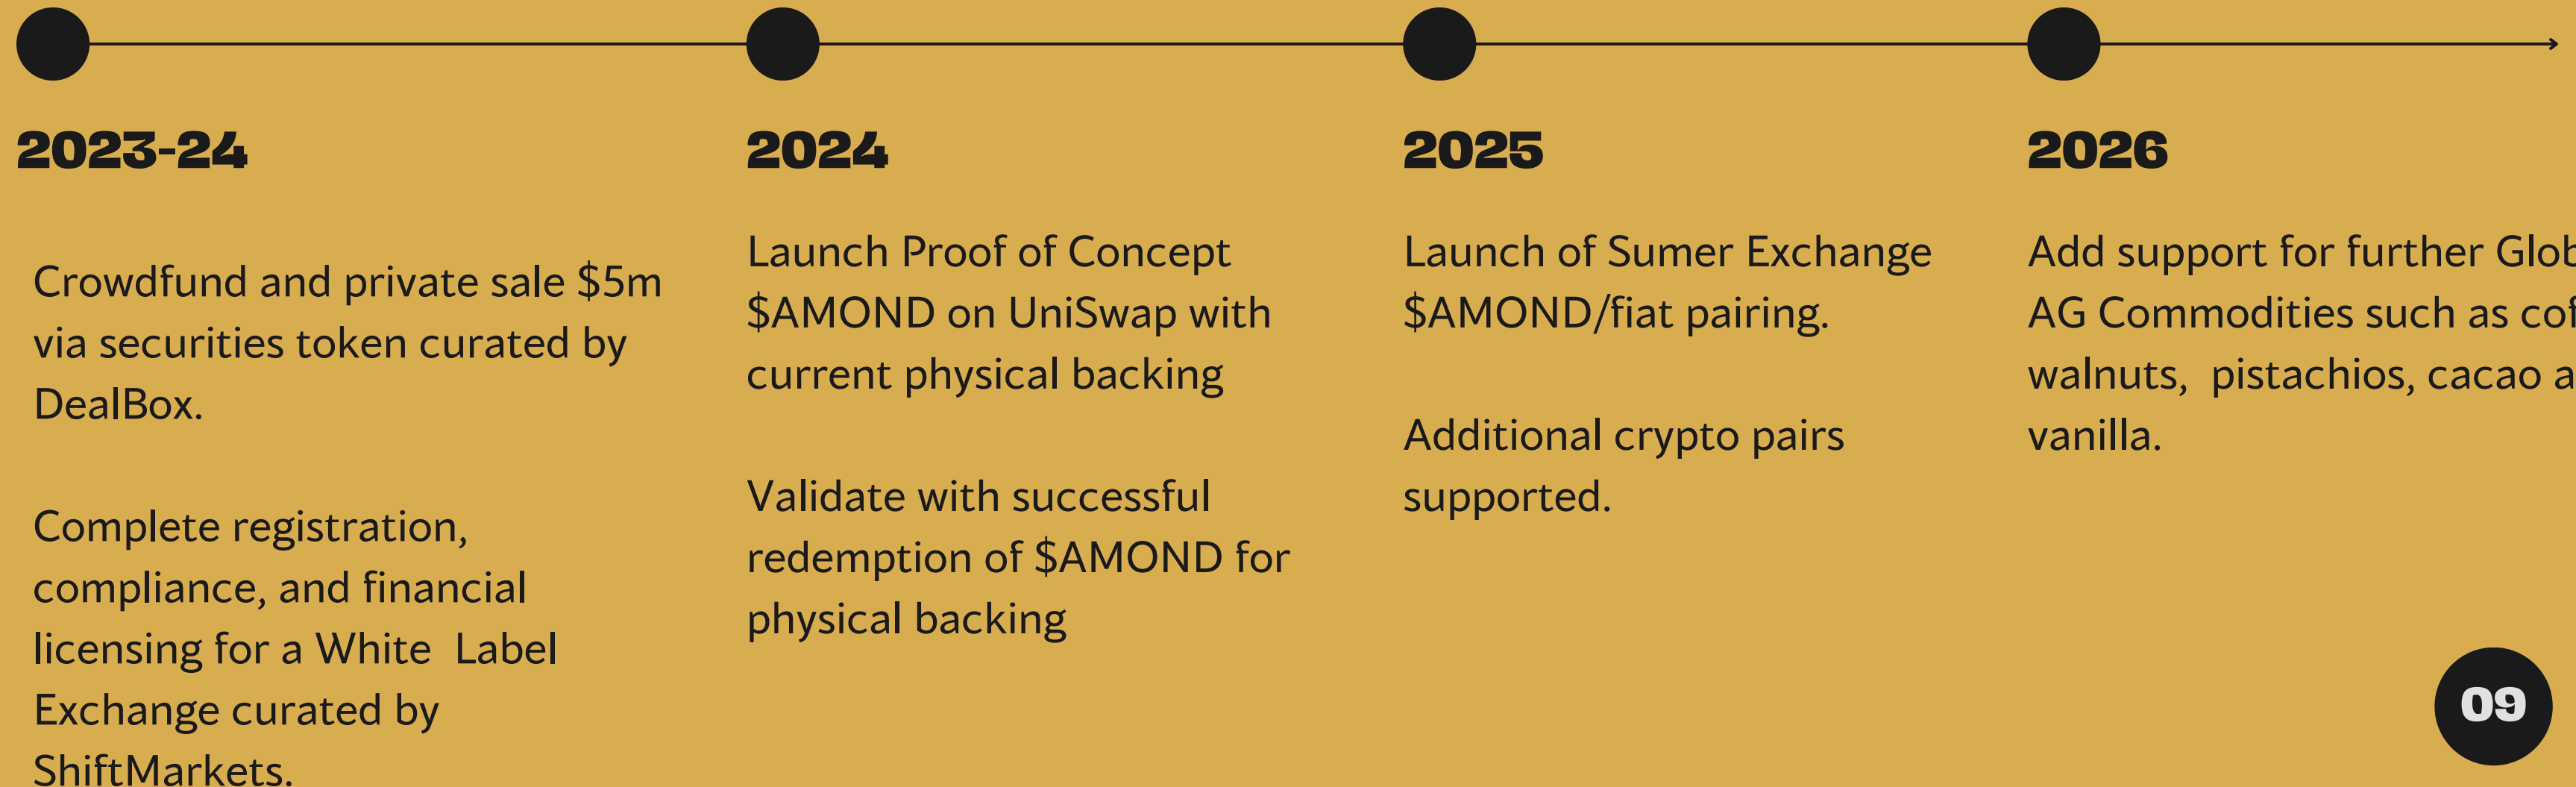 2023-24
Crowdfund and private sale $5m
via securities token curated by
DealBox.
Complete registration,
compliance, and financial
licensing for a White  Label
Exchange curated by
ShiftMarkets.
2024
Launch Proof of Concept
$AMOND on UniSwap with
current physical backing
Validate with successful
redemption of $AMOND for
physical backing
2025
Launch of Sumer Exchange
$AMOND/fiat pairing.
Additional crypto pairs
supported.
2026
Add support for further
AG Commodities such as
walnuts,  pistachios, cacao
vanilla.
09